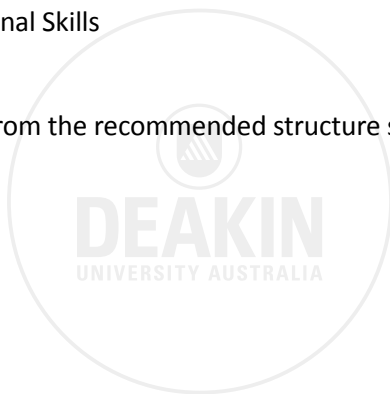 nal Skills
rom the recommended structure s
DEAKIN
UNIVERSITY AUSTRALIA